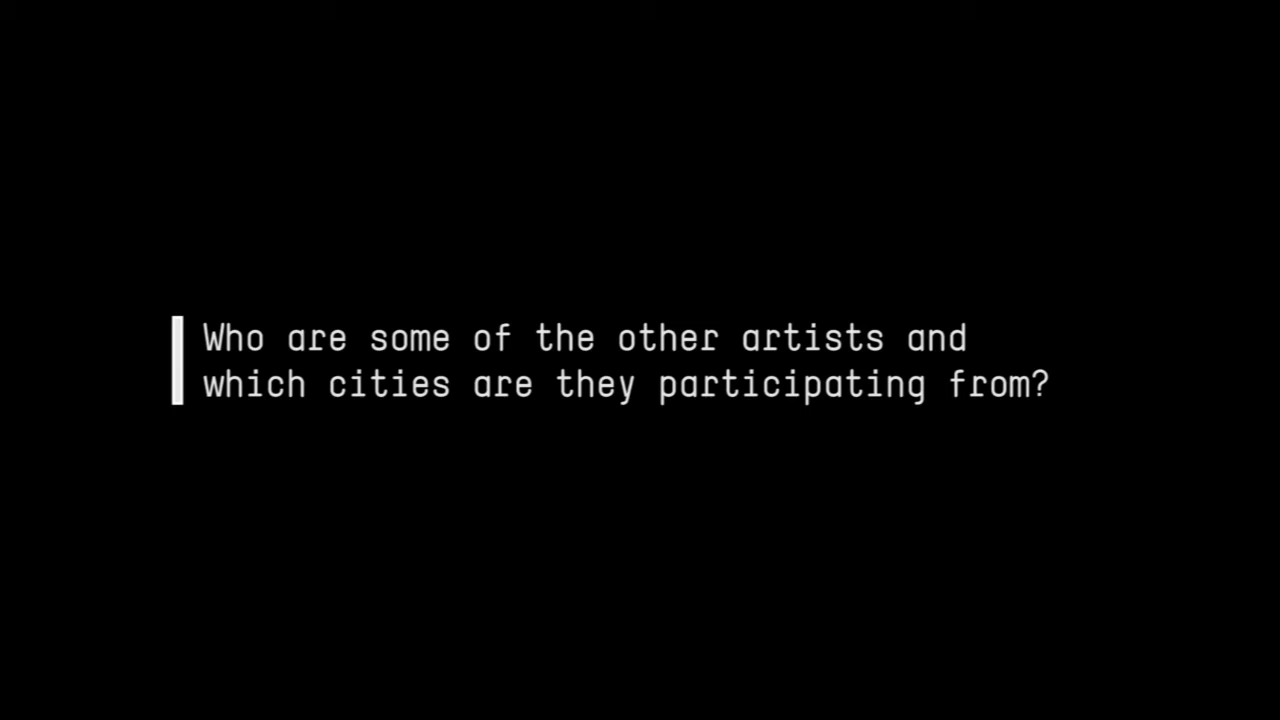 Who are some of the other artists and
which cities are they participating from?